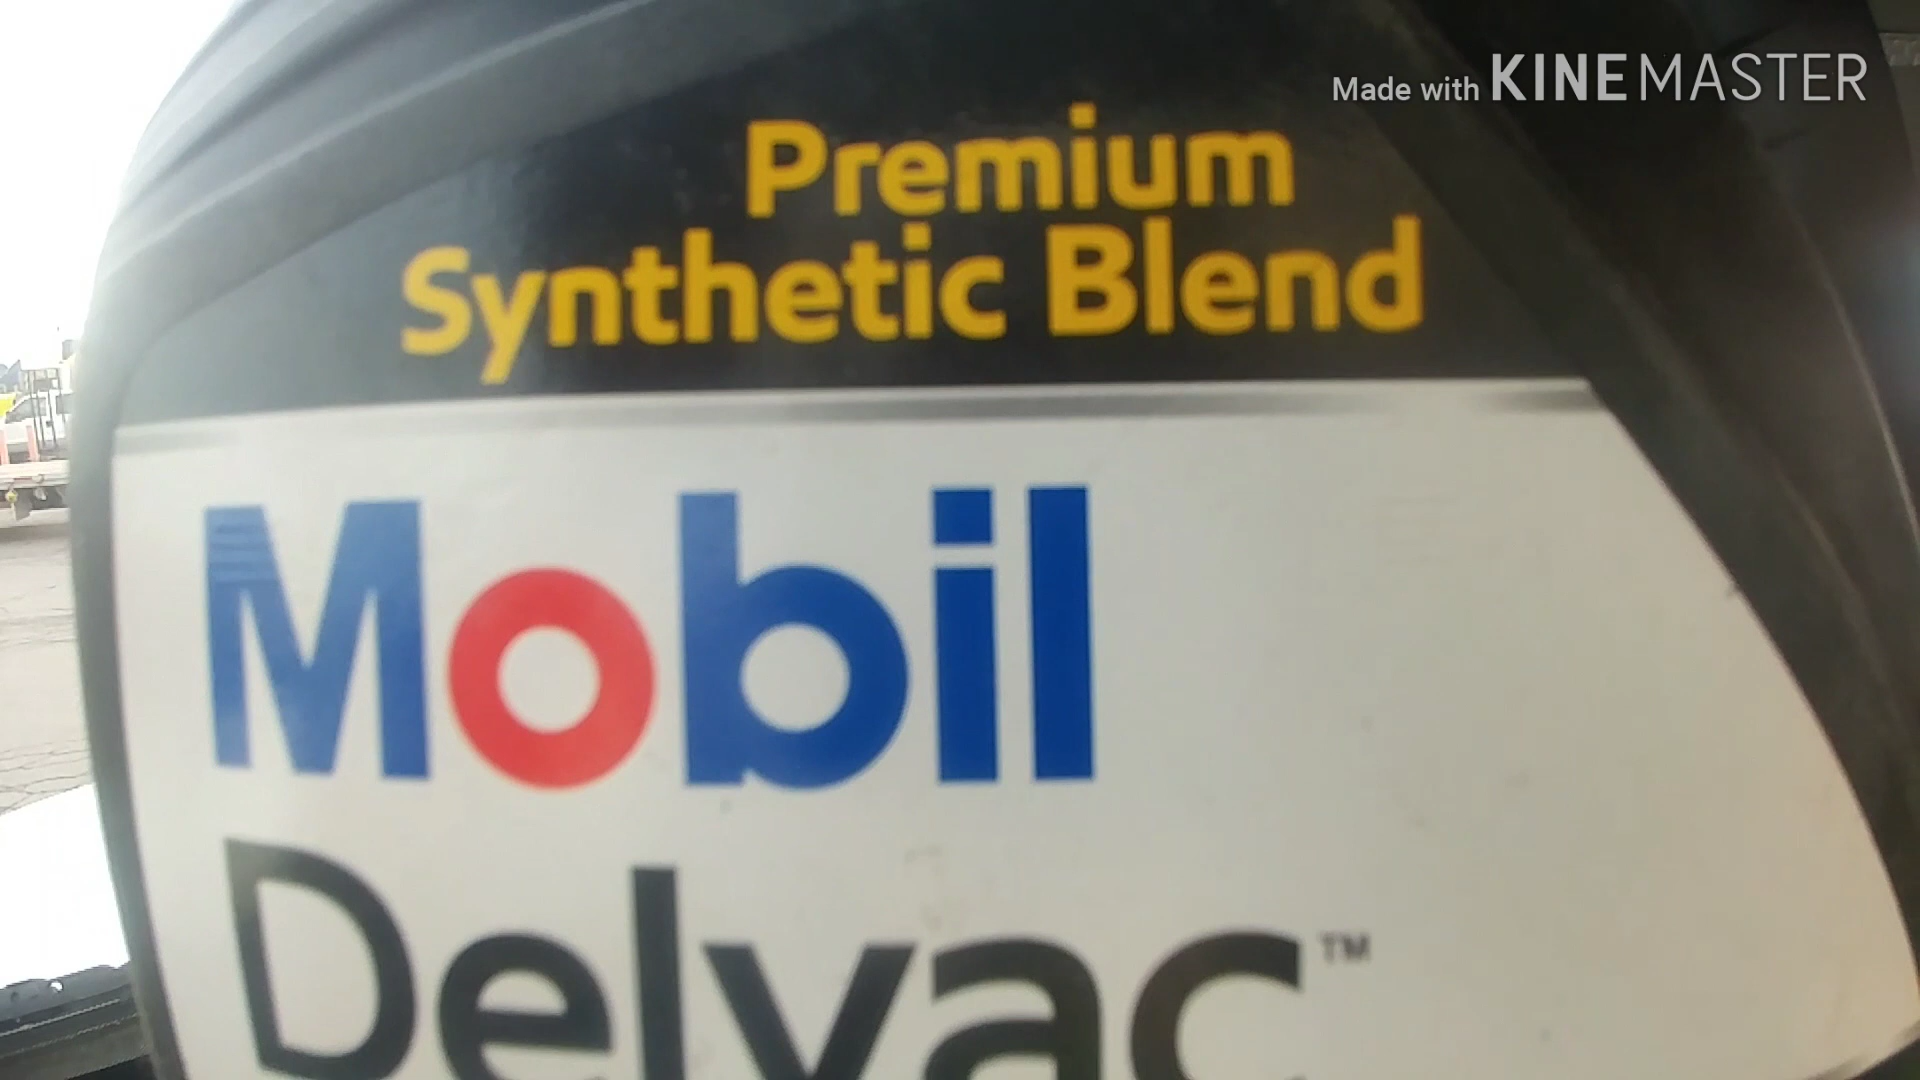 Made with KINEMASTER
Premium
Synthetic Blend
Mobil
Delvac™